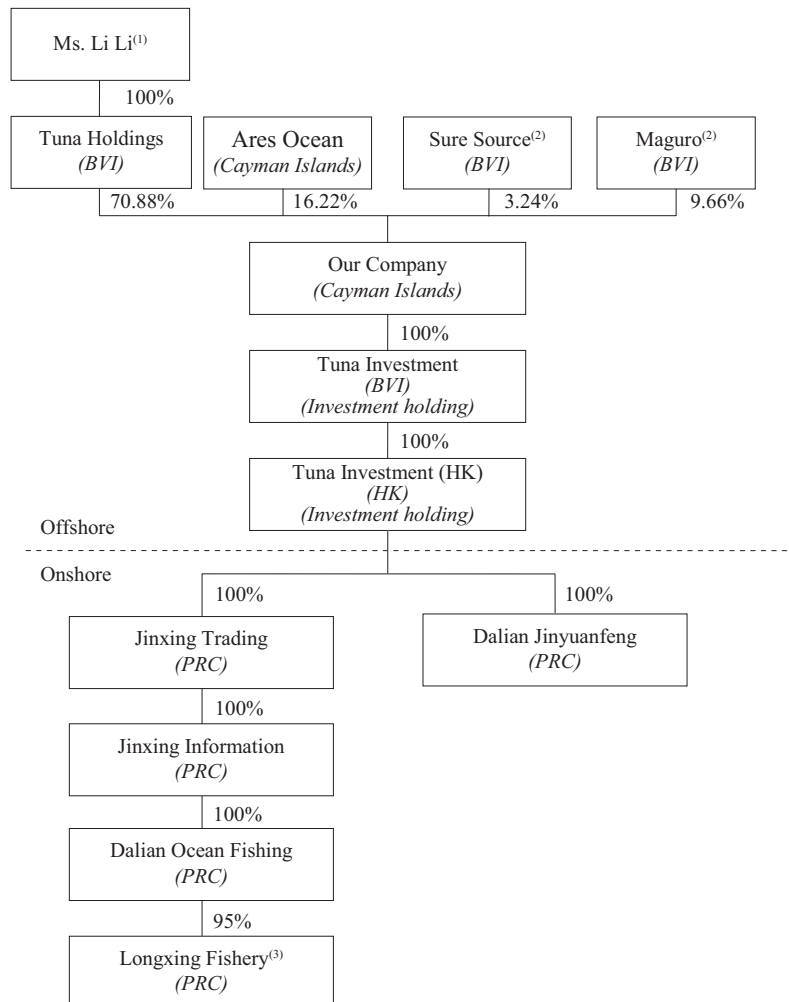 Ms. Li Li(1)
100%
Tuna Holdings
(BVI)
Ares Ocean
(Cayman Islands)
Sure Source(2)
(BVI)
Maguro(2)
(BVI)
70.88%
16.22%
3.24%
9.66%
Our Company
(Cayman Islands)
100%
Tuna Investment
(BVI)
(Investment holding)
100%
Tuna Investment (HK)
(HK)
(Investment holding)
Offshore
Onshore
100%
100%
Jinxing Trading
(PRC)
Dalian Jinyuanfeng
(PRC)
100%
Jinxing Information
(PRC)
100%
Dalian Ocean Fishing
(PRC)
95%
Longxing Fishery(3)
(PRC)